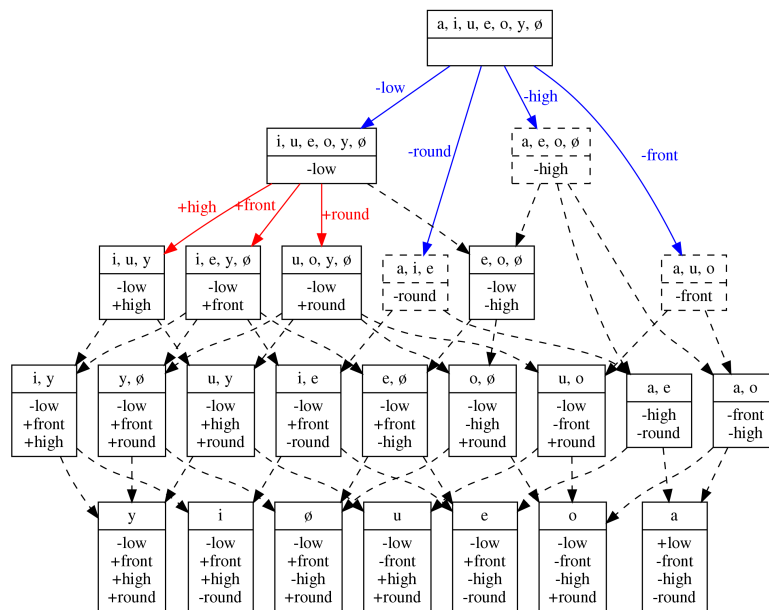 a, i, u, e, o, y, ø
-low
-high
-round
-front
i, u, e, o, y, ø
-low
a, e, o, ø
-high
+high
+front
+round
i, u, y
-low
+high
i, e, y, ø
-low
+front
u, o, y, ø
-low
+round
a, i, e
-round
e, o, ø
-low
-high
a, u, o
-front
i, y
-low
+front
+high
y, ø
-low
+front
+round
u, y
-low
+high
+round
i, e
-low
+front
-round
e, ø
-low
+front
-high
o, ø
-low
-high
+round
u, o
-low
-front
+round
a, e
-high
-round
a, o
-front
-high
y
-low
+front
+high
+round
i
-low
+front
+high
-round
ø
-low
+front
-high
+round
u
-low
-front
+high
+round
e
-low
+front
-high
-round
o
-low
-front
-high
+round
a
+low
-front
-high
-round